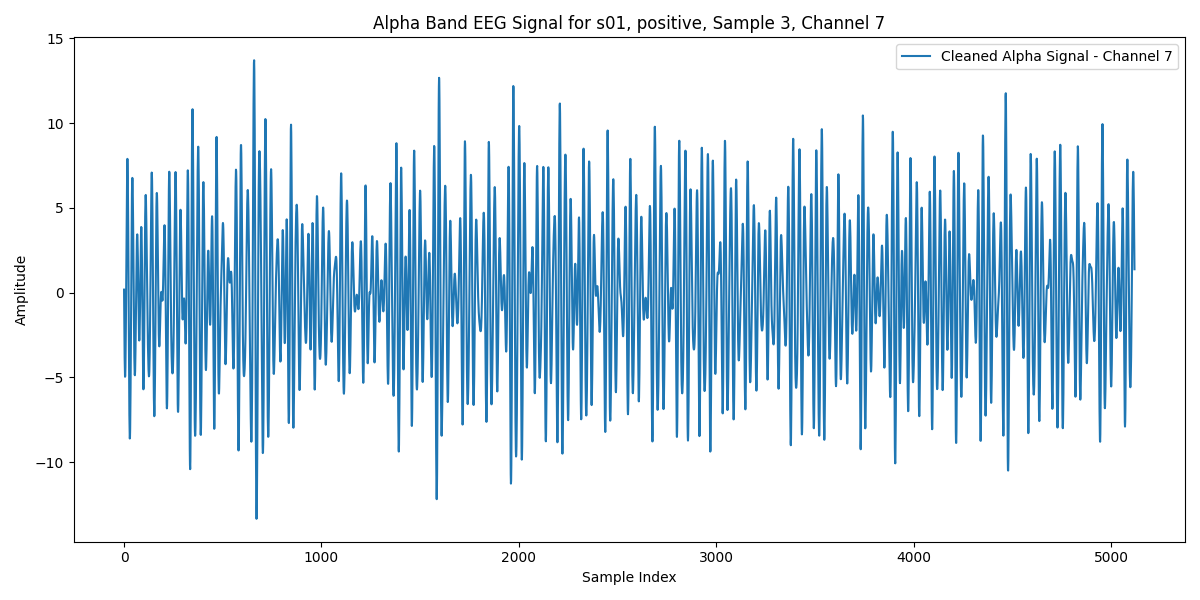 Alpha Band EEG Signal for s01, positive, Sample 3, Channel 7
Cleaned Alpha Signal - Channel 7
Amplitude
15
10
5
0
−5
−10
0 1000 2000 3000 4000 5000
Sample Index